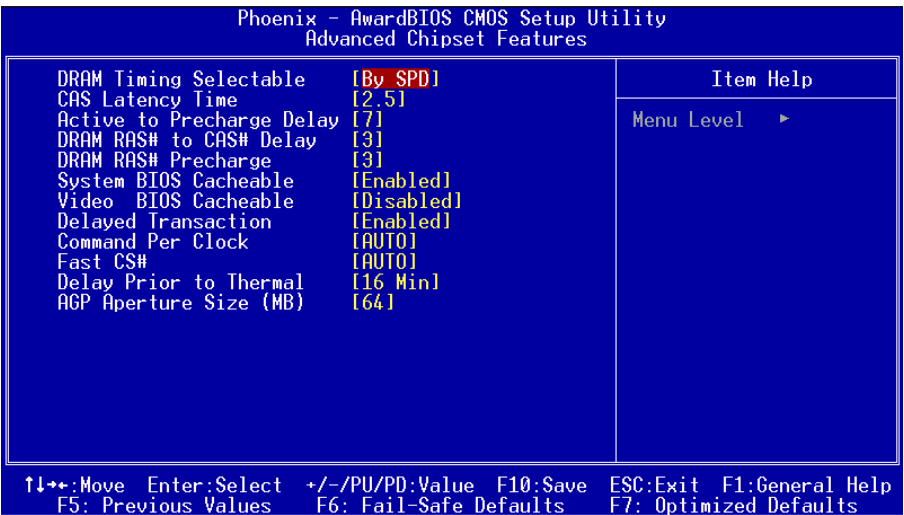 Phoenix - AwardBIOS CMOS Setup Utility
Advanced Chipset Features
DRAM Timing Selectable [By SPD]
CAS Latency Time [2.5]
Active to Precharge Delay [7]
DRAM RAS# to CAS# Delay [3]
DRAM RAS# Precharge [3]
System BIOS Cacheable [Enabled]
Video BIOS Cacheable [Disabled]
Delayed Transaction [Enabled]
Command Per Clock [AUTO]
Fast CS# [AUTO]
Delay Prior to Thermal [16 Min]
AGP Aperture Size (MB) [64]
Item Help
Menu Level ►
↑↓→←:Move Enter:Select +/-/PU/PD:Value F10:Save ESC:Exit F1:General Help
F5: Previous Values F6: Fail-Safe Defaults F7: Optimized Defaults